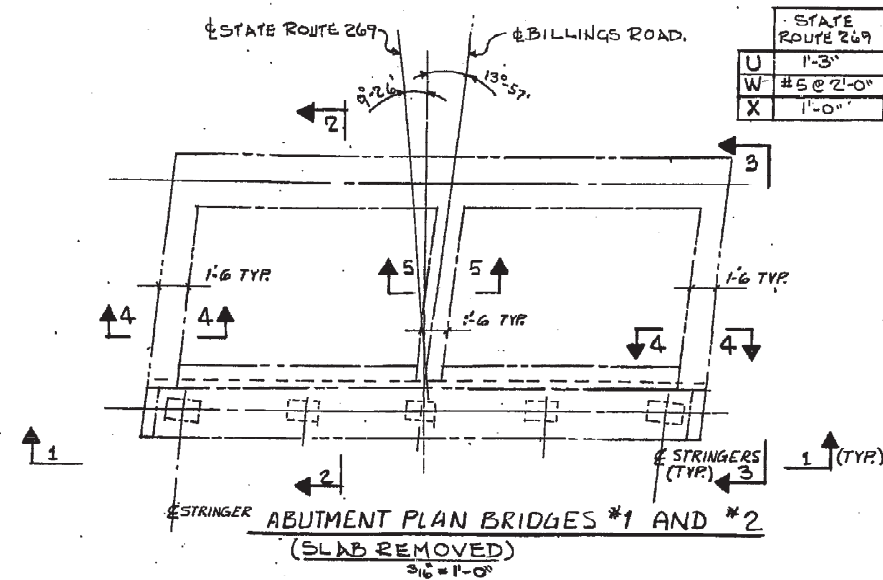 ℄ STATE ROUTE 269
℄ BILLINGS ROAD.
STATE
ROUTE 269
U 1'-3"
W #5 @ 2'-0"
X 1'-0"
9°-26'
13°-57'
2
3
1'-6 TYP.
5
5
1'-6 TYP.
1'-6 TYP.
4
4
4
4
1
℄ STRINGERS
(TYP.)
3
1
(TYP.)
2
℄ STRINGER
ABUTMENT PLAN BRIDGES #1 AND #2
(SLAB REMOVED)
3/16" = 1'-0"